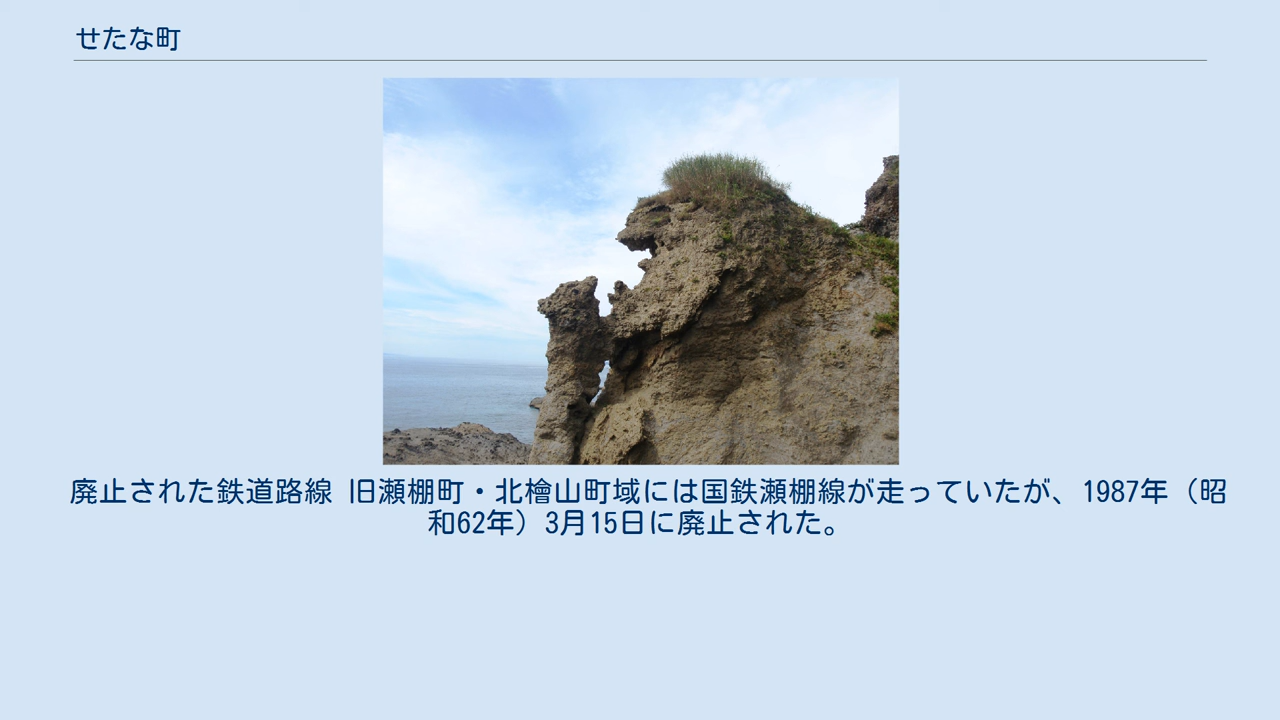 せたな町
廃止された鉄道路線 旧瀬棚町・北檜山町域には国鉄瀬棚線が走っていたが、1987年（昭
和62年）3月15日に廃止された。